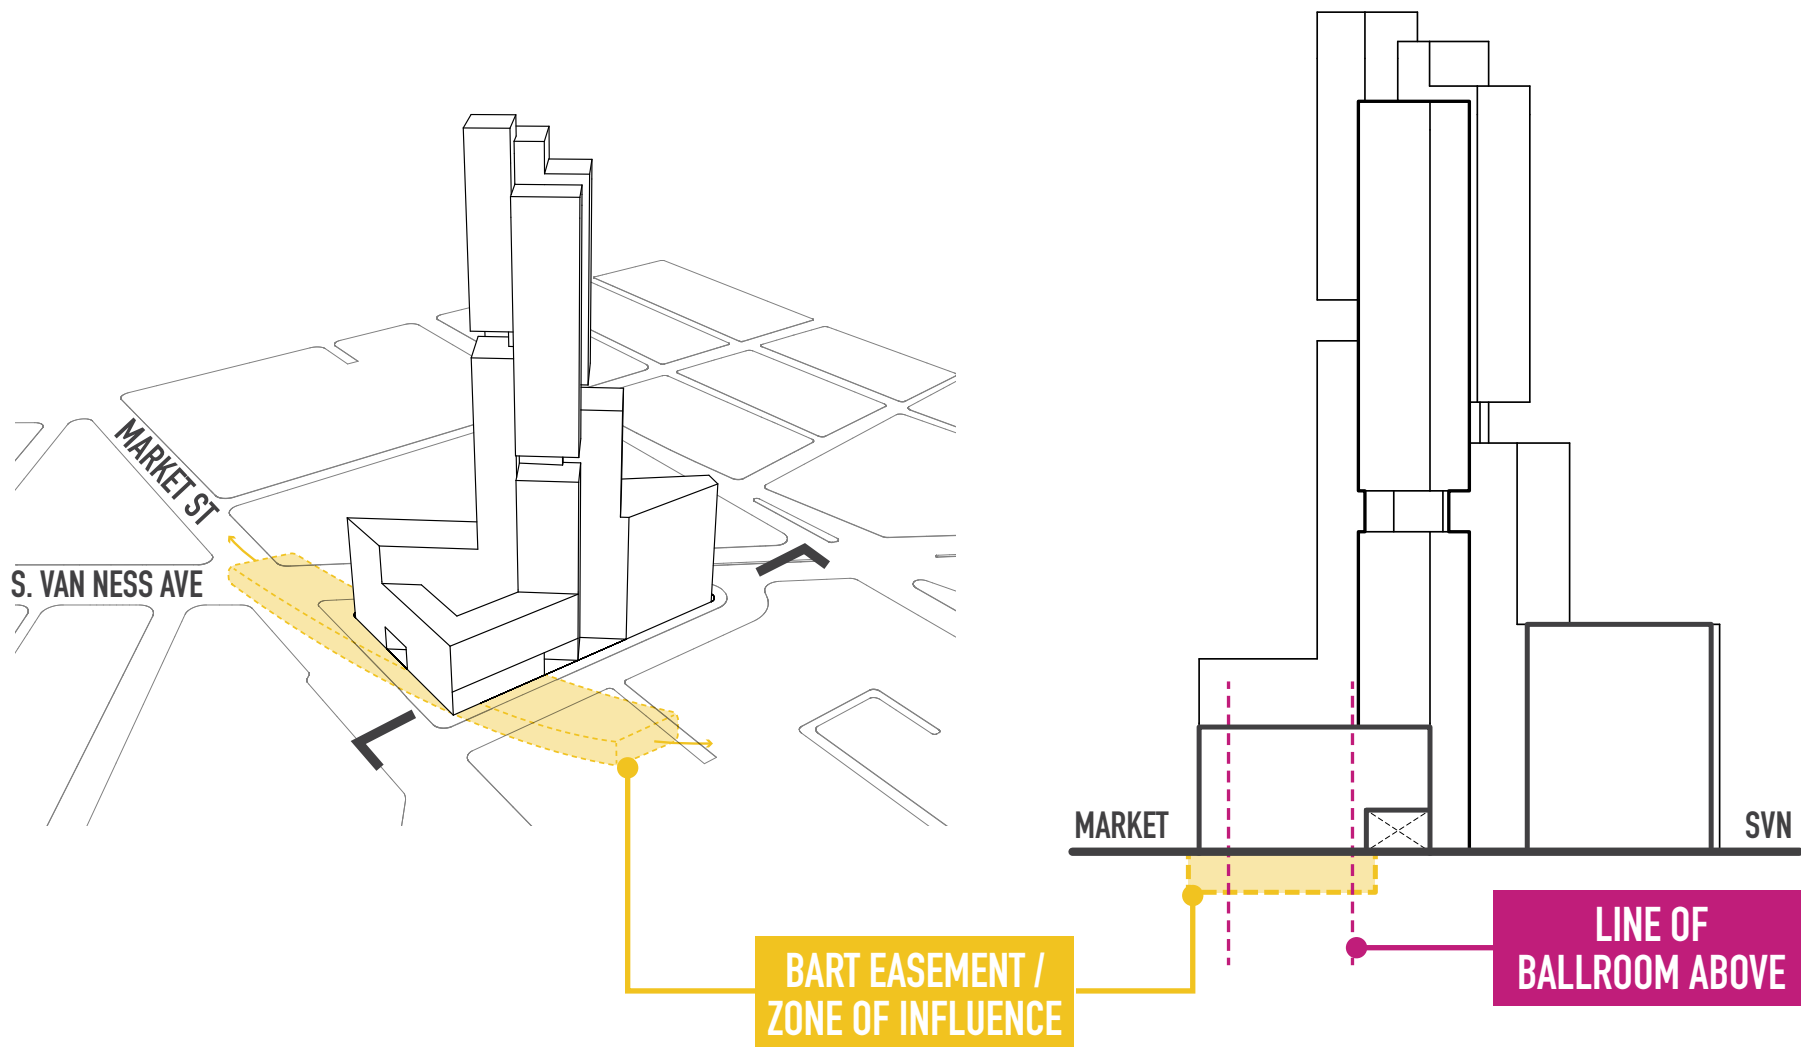 MARKET ST
S. VAN NESS AVE
MARKET
SVN
BART EASEMENT /
ZONE OF INFLUENCE
LINE OF
BALLROOM ABOVE